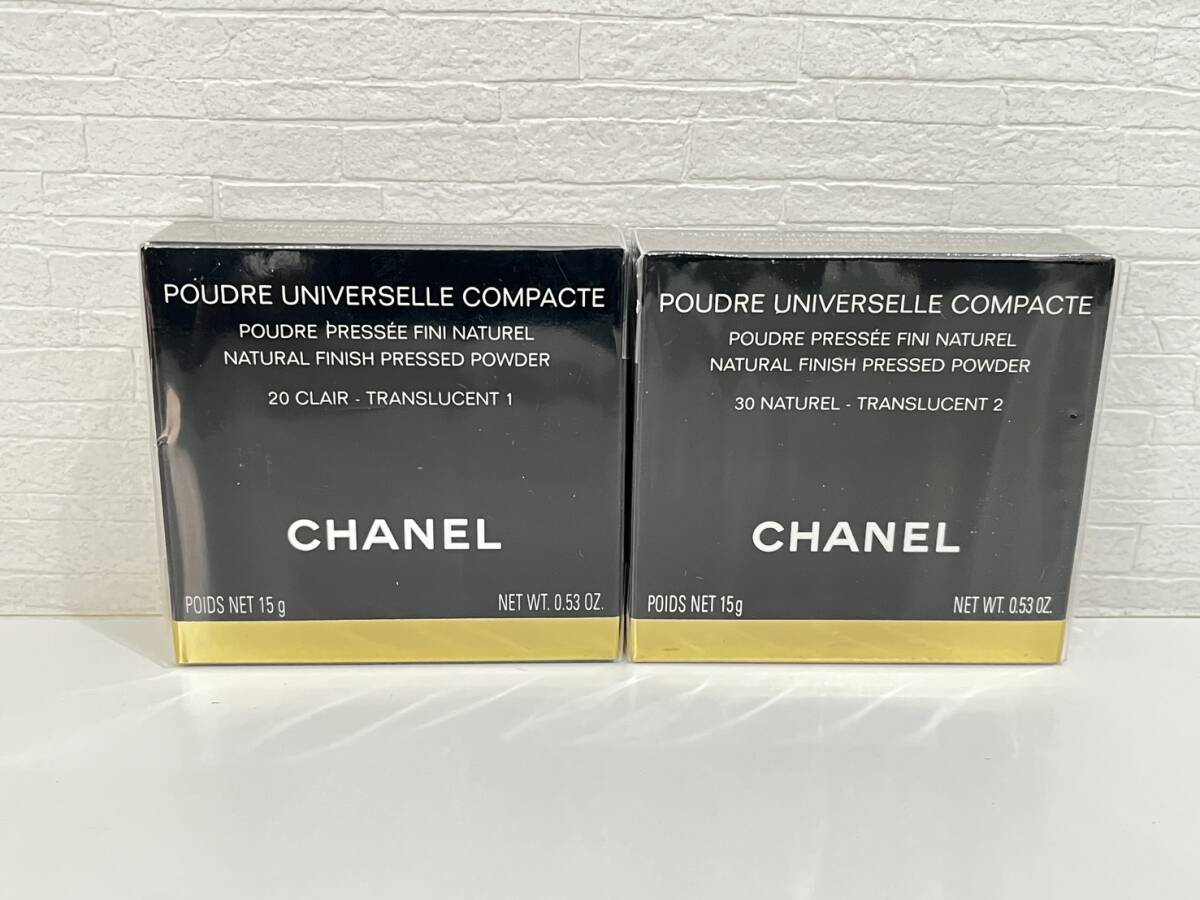 POUDRE UNIVERSELLE COMPACTE
POUDRE PRESSÉE FINI NATUREL
NATURAL FINISH PRESSED POWDER
20 CLAIR - TRANSLUCENT 1
CHANEL
POIDS NET 15 g
NET WT. 0.53 OZ.
POUDRE UNIVERSELLE COMPACTE
POUDRE PRESSÉE FINI NATUREL
NATURAL FINISH PRESSED POWDER
30 NATUREL - TRANSLUCENT 2
CHANEL
POIDS NET 15 g
NET WT. 0.53 OZ.